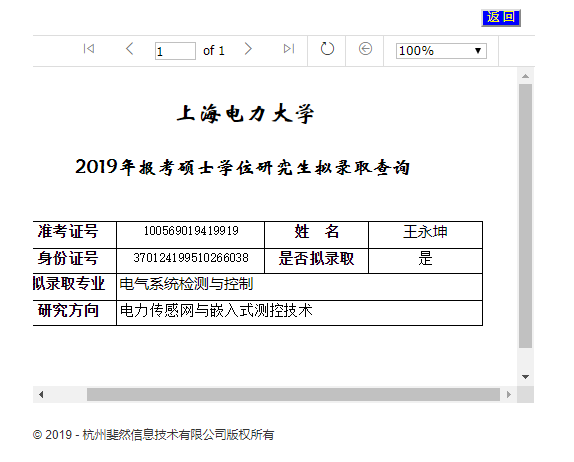 返 回
1 of 1 100%
上海电力大学
2019年报考硕士学位研究生拟录取查询
准考证号 100569019419919 姓 名 王永坤
身份证号 370124199510266038 是否拟录取 是
拟录取专业 电气系统检测与控制
研究方向 电力传感网与嵌入式测控技术
© 2019 - 杭州斐然信息技术有限公司版权所有